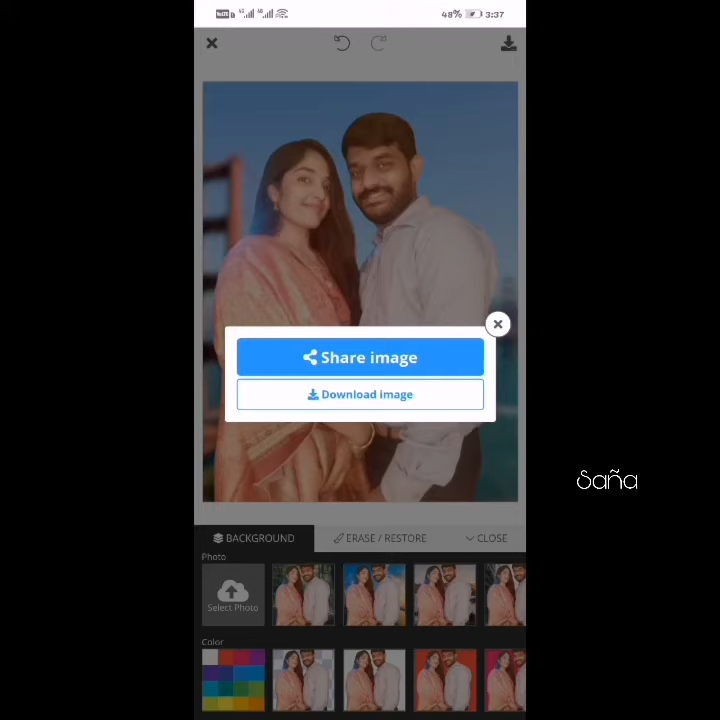 48% 3:37
Share image
Download image
BACKGROUND ERASE / RESTORE CLOSE
Photo
Select Photo
Color
Saña